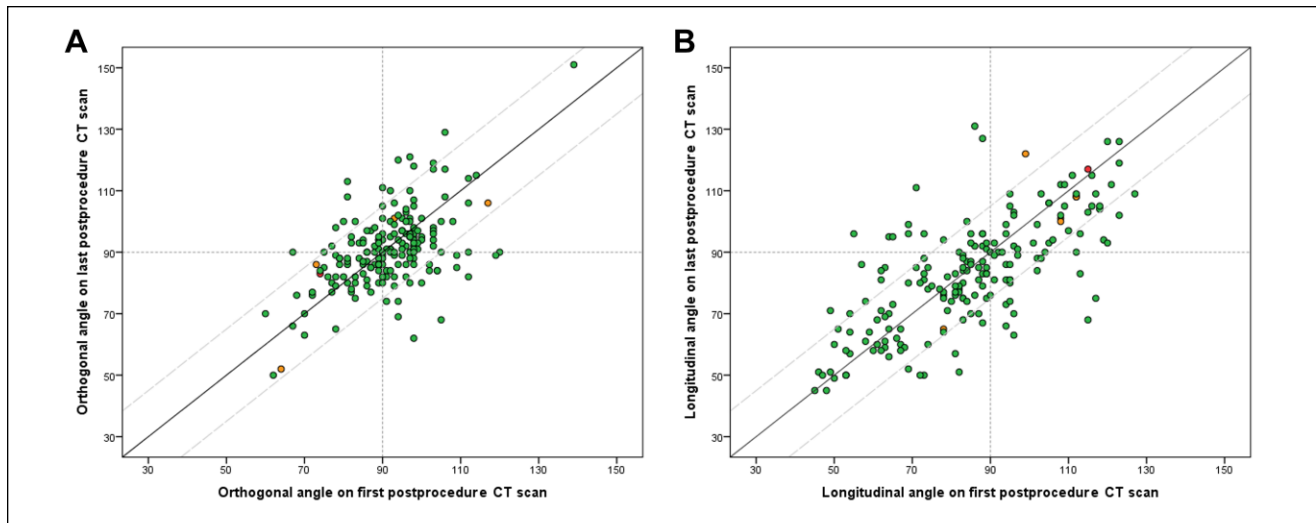 A
Orthogonal angle on last postprocedure CT scan
150
130
110
90
70
50
30
30 50 70 90 110 130 150
Orthogonal angle on first postprocedure CT scan
B
Longitudinal angle on last postprocedure CT scan
150
130
110
90
70
50
30
30 50 70 90 110 130 150
Longitudinal angle on first postprocedure CT scan